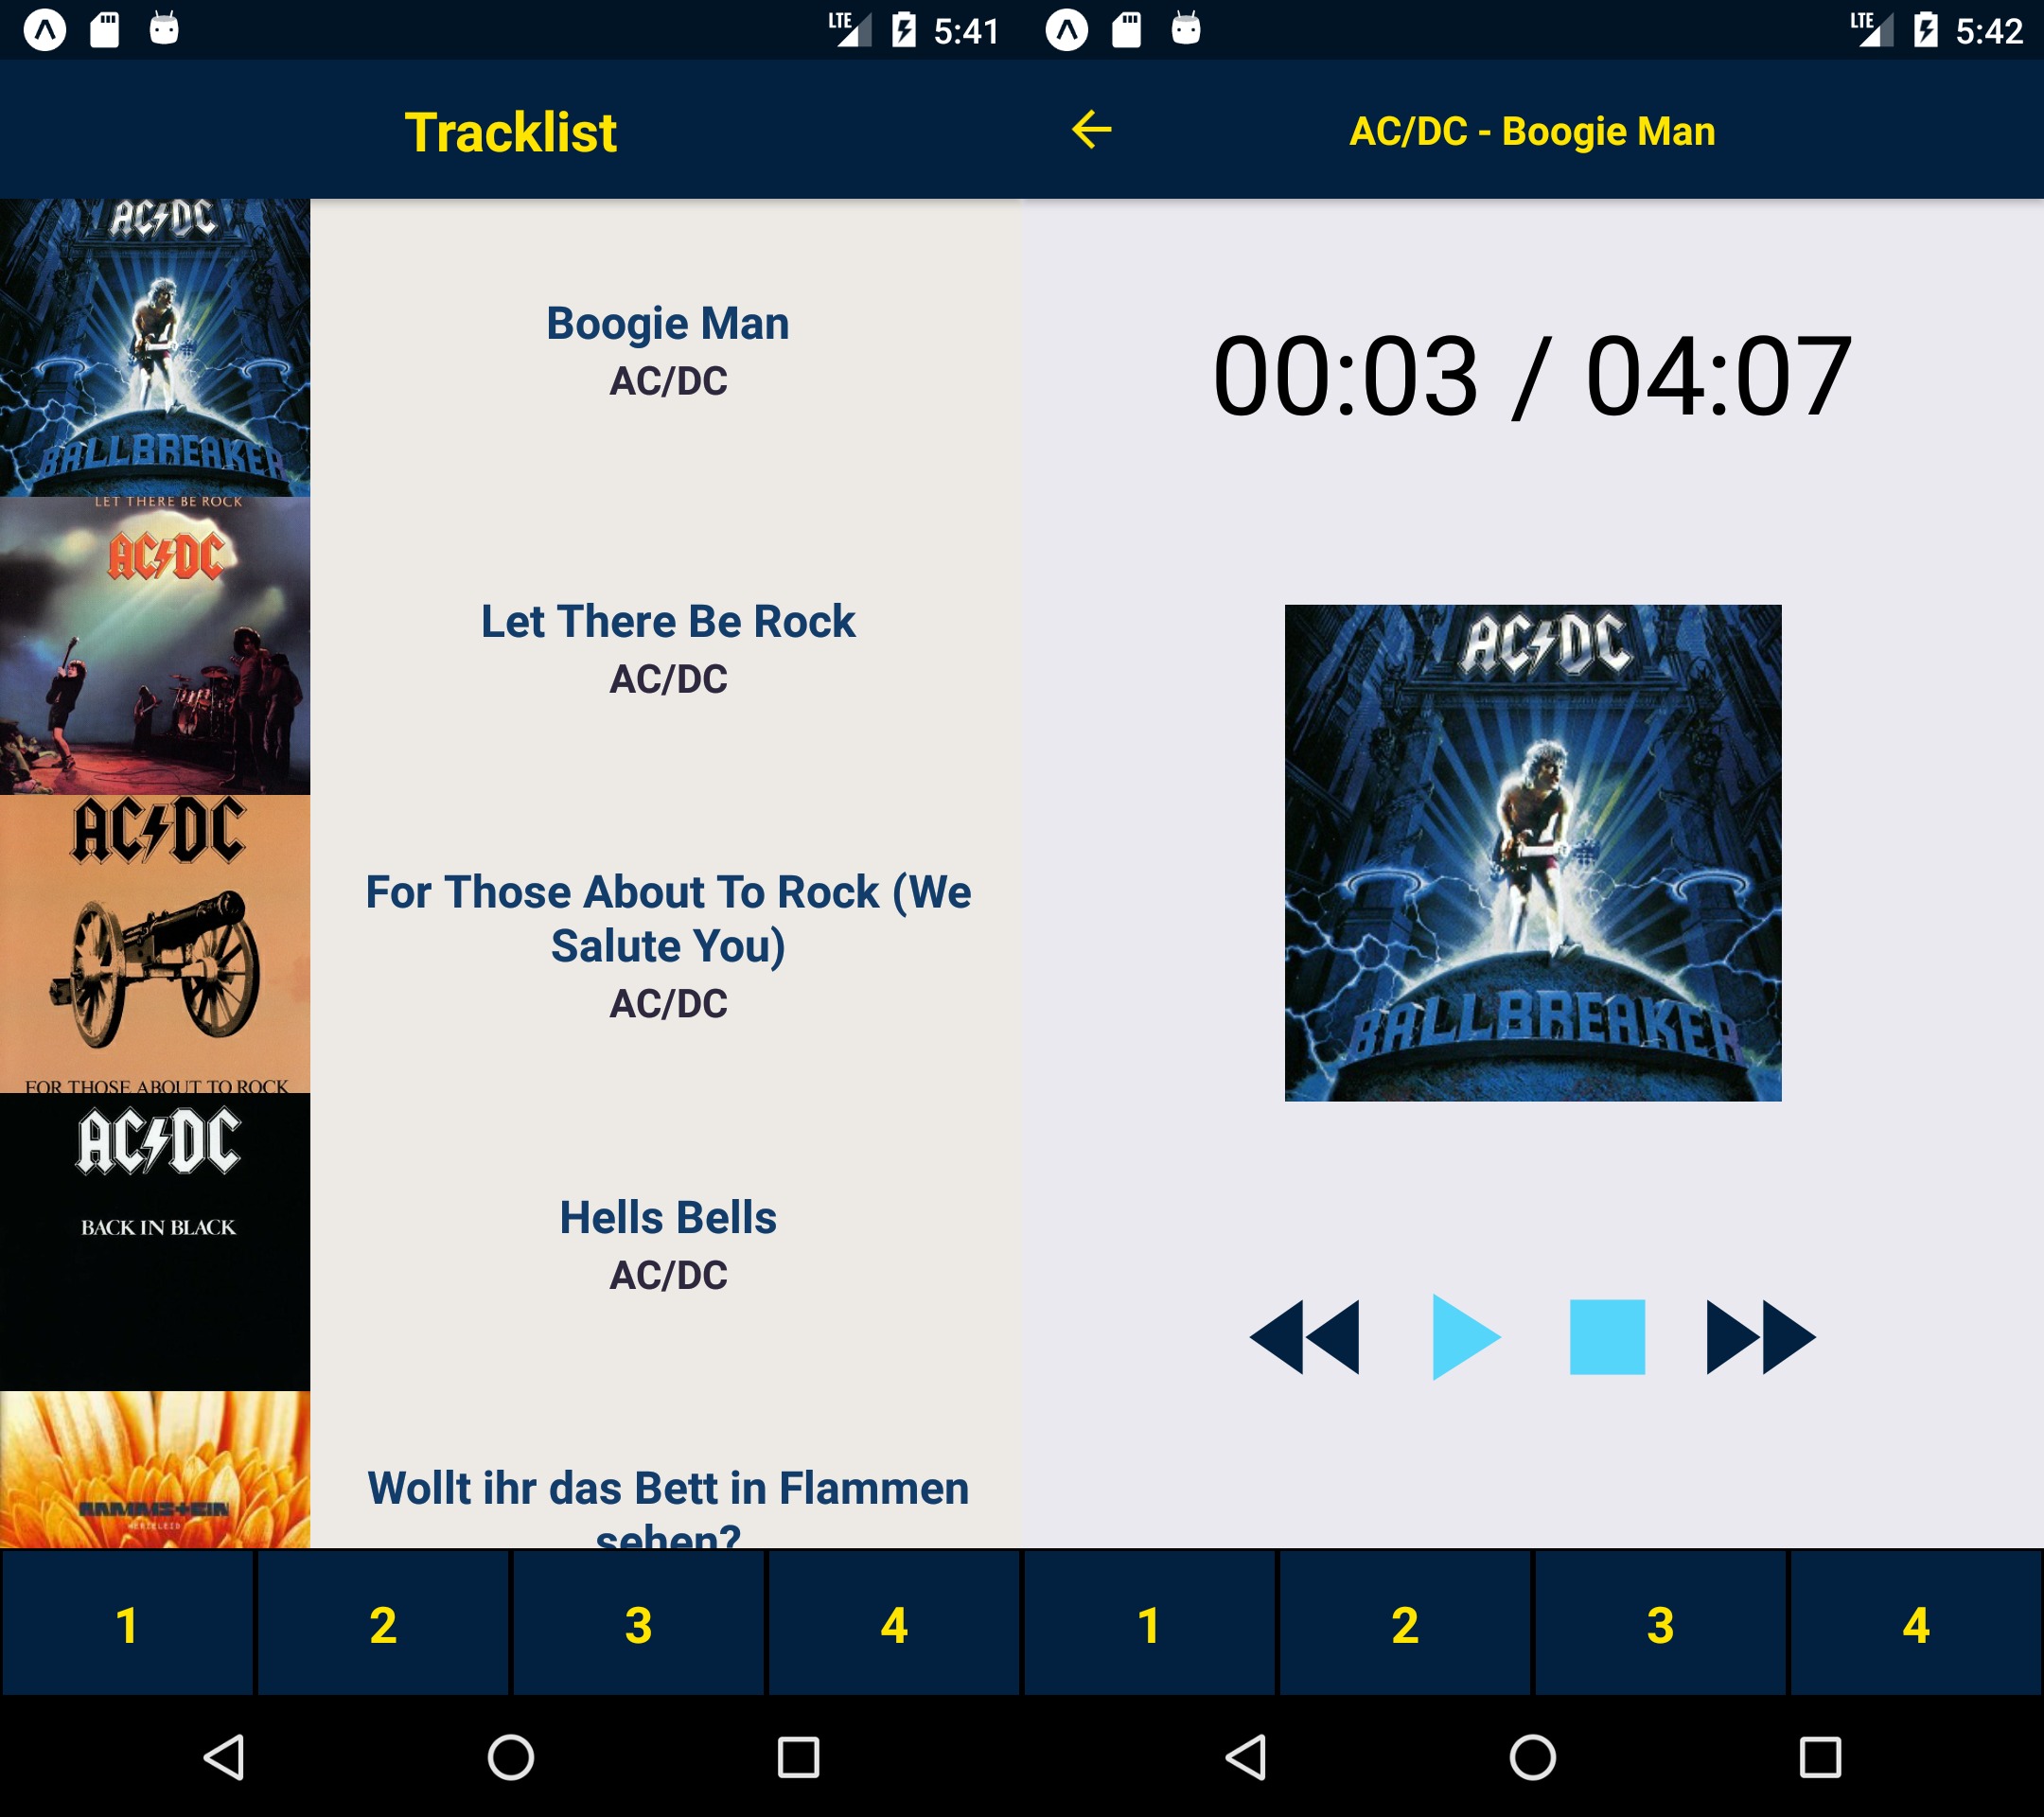 LTE 5:41
Tracklist
AC/DC
BALLBREAKER
Boogie Man
AC/DC
LET THERE BE ROCK
AC/DC
Let There Be Rock
AC/DC
AC/DC
FOR THOSE ABOUT TO ROCK
For Those About To Rock (We
Salute You)
AC/DC
AC/DC
BACK IN BLACK
Hells Bells
AC/DC
RAMMSTEIN
HERZELEID
Wollt ihr das Bett in Flammen
sehen?
1 2 3 4
LTE 5:42
AC/DC - Boogie Man
00:03 / 04:07
AC/DC
BALLBREAKER
1 2 3 4